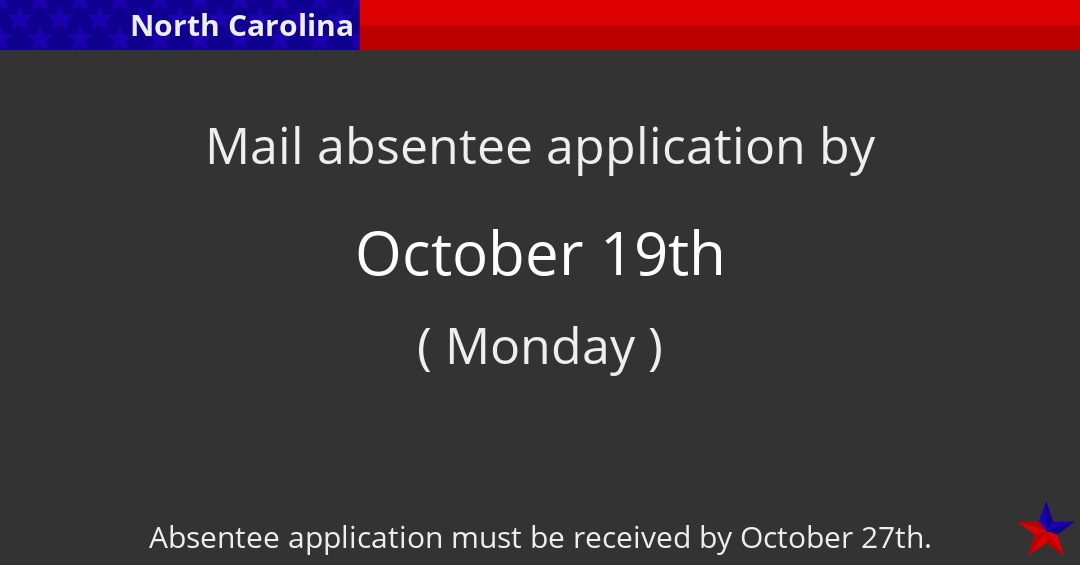 North Carolina
Mail absentee application by
October 19th
( Monday )
Absentee application must be received by October 27th.